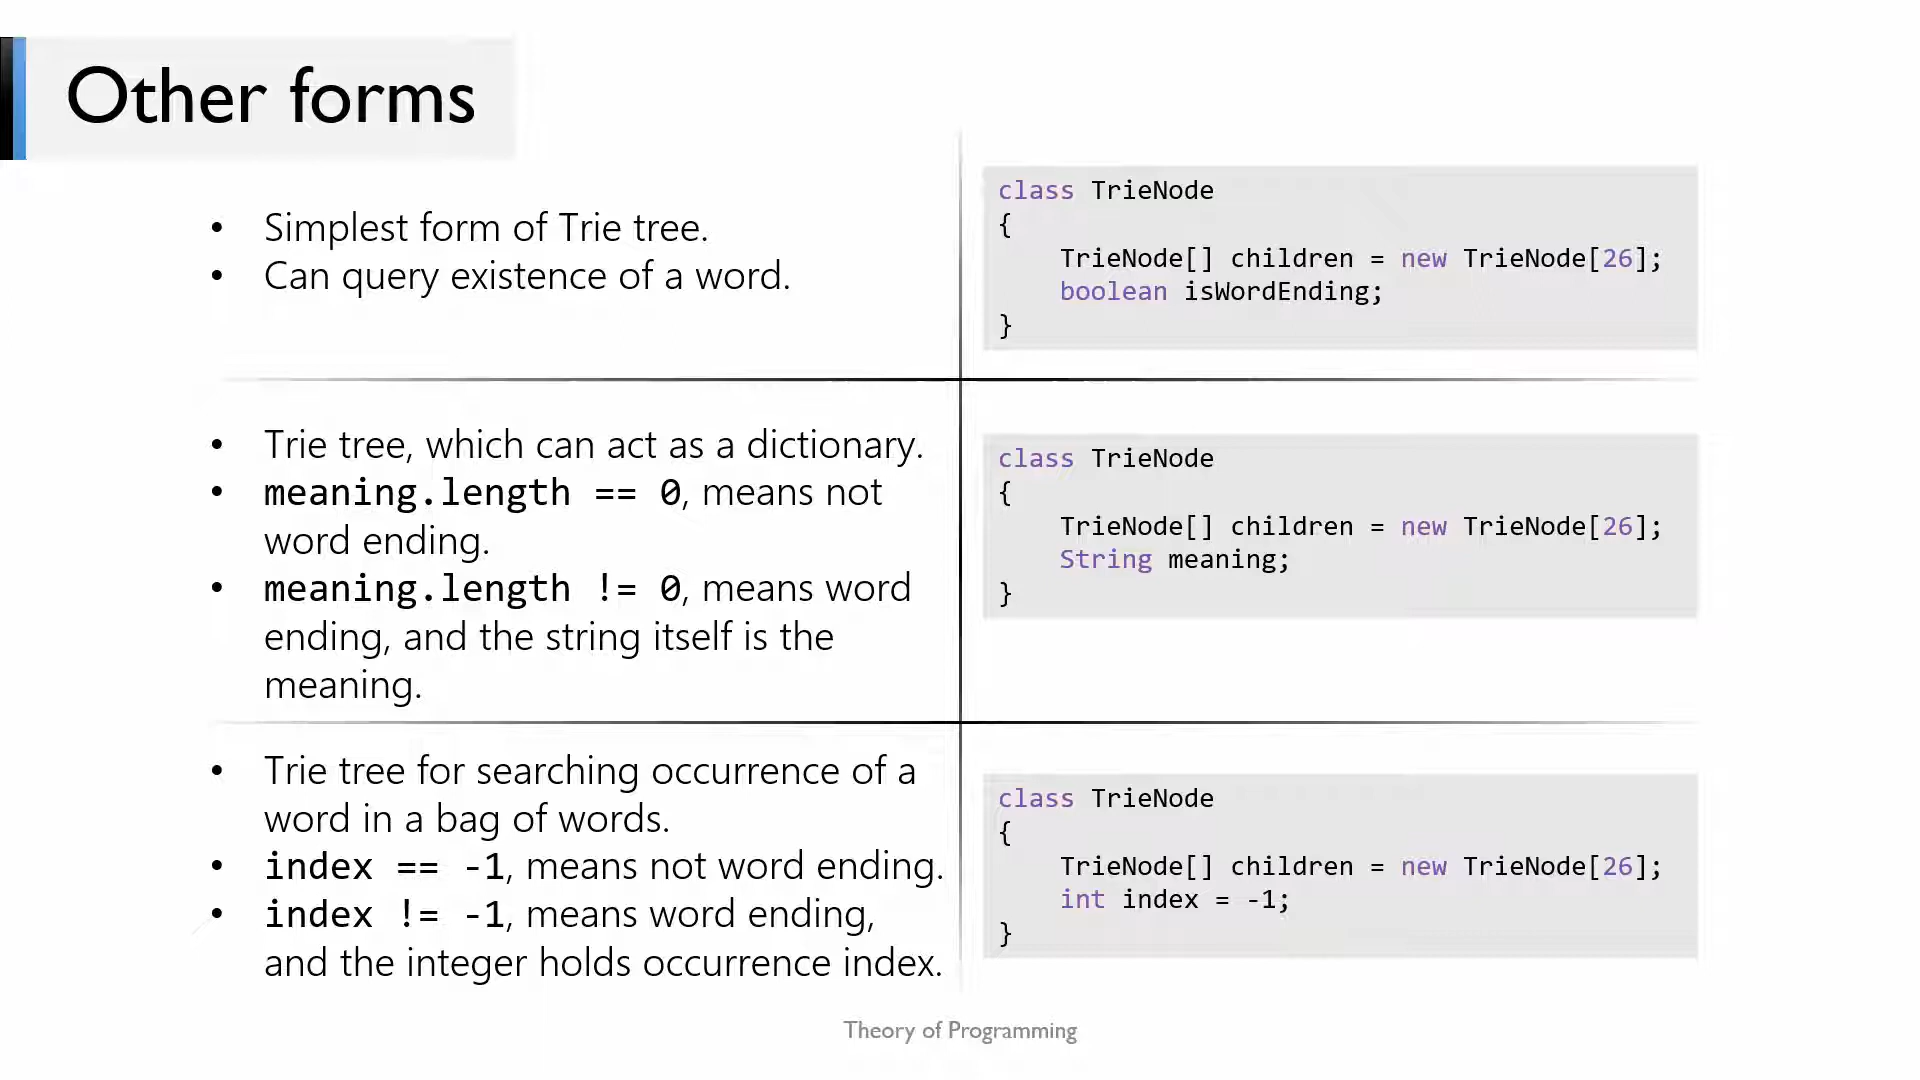 Other forms
• Simplest form of Trie tree.
• Can query existence of a word.
class TrieNode
{
    TrieNode[] children = new TrieNode[26];
    boolean isWordEnding;
}
• Trie tree, which can act as a dictionary.
• meaning.length == 0, means not
word ending.
• meaning.length != 0, means word
ending, and the string itself is the
meaning.
class TrieNode
{
    TrieNode[] children = new TrieNode[26];
    String meaning;
}
• Trie tree for searching occurrence of a
word in a bag of words.
• index == -1, means not word ending.
• index != -1, means word ending,
and the integer holds occurrence index.
class TrieNode
{
    TrieNode[] children = new TrieNode[26];
    int index = -1;
}
Theory of Programming